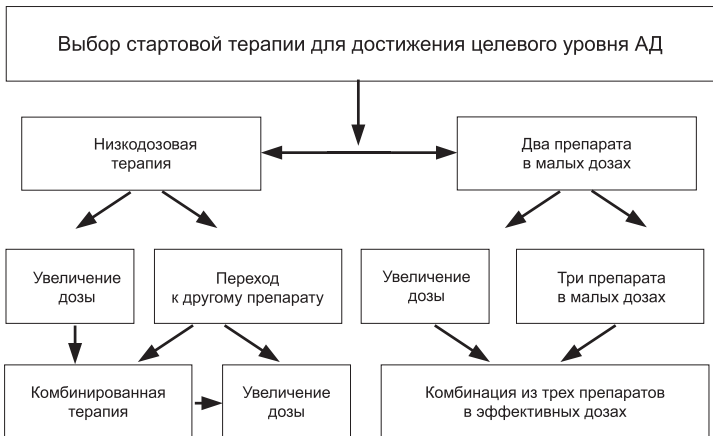 Выбор стартовой терапии для достижения целевого уровня АД
Низкодозовая
терапия
Два препарата
в малых дозах
Увеличение
дозы
Переход
к другому препарату
Увеличение
дозы
Три препарата
в малых дозах
Комбинированная
терапия
Увеличение
дозы
Комбинация из трех препаратов
в эффективных дозах